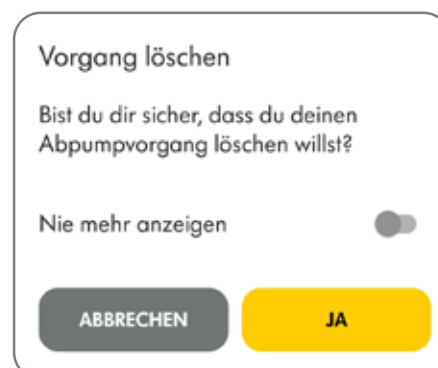 Vorgang löschen
Bist du dir sicher, dass du deinen
Abpumpvorgang löschen willst?
Nie mehr anzeigen
ABBRECHEN JA